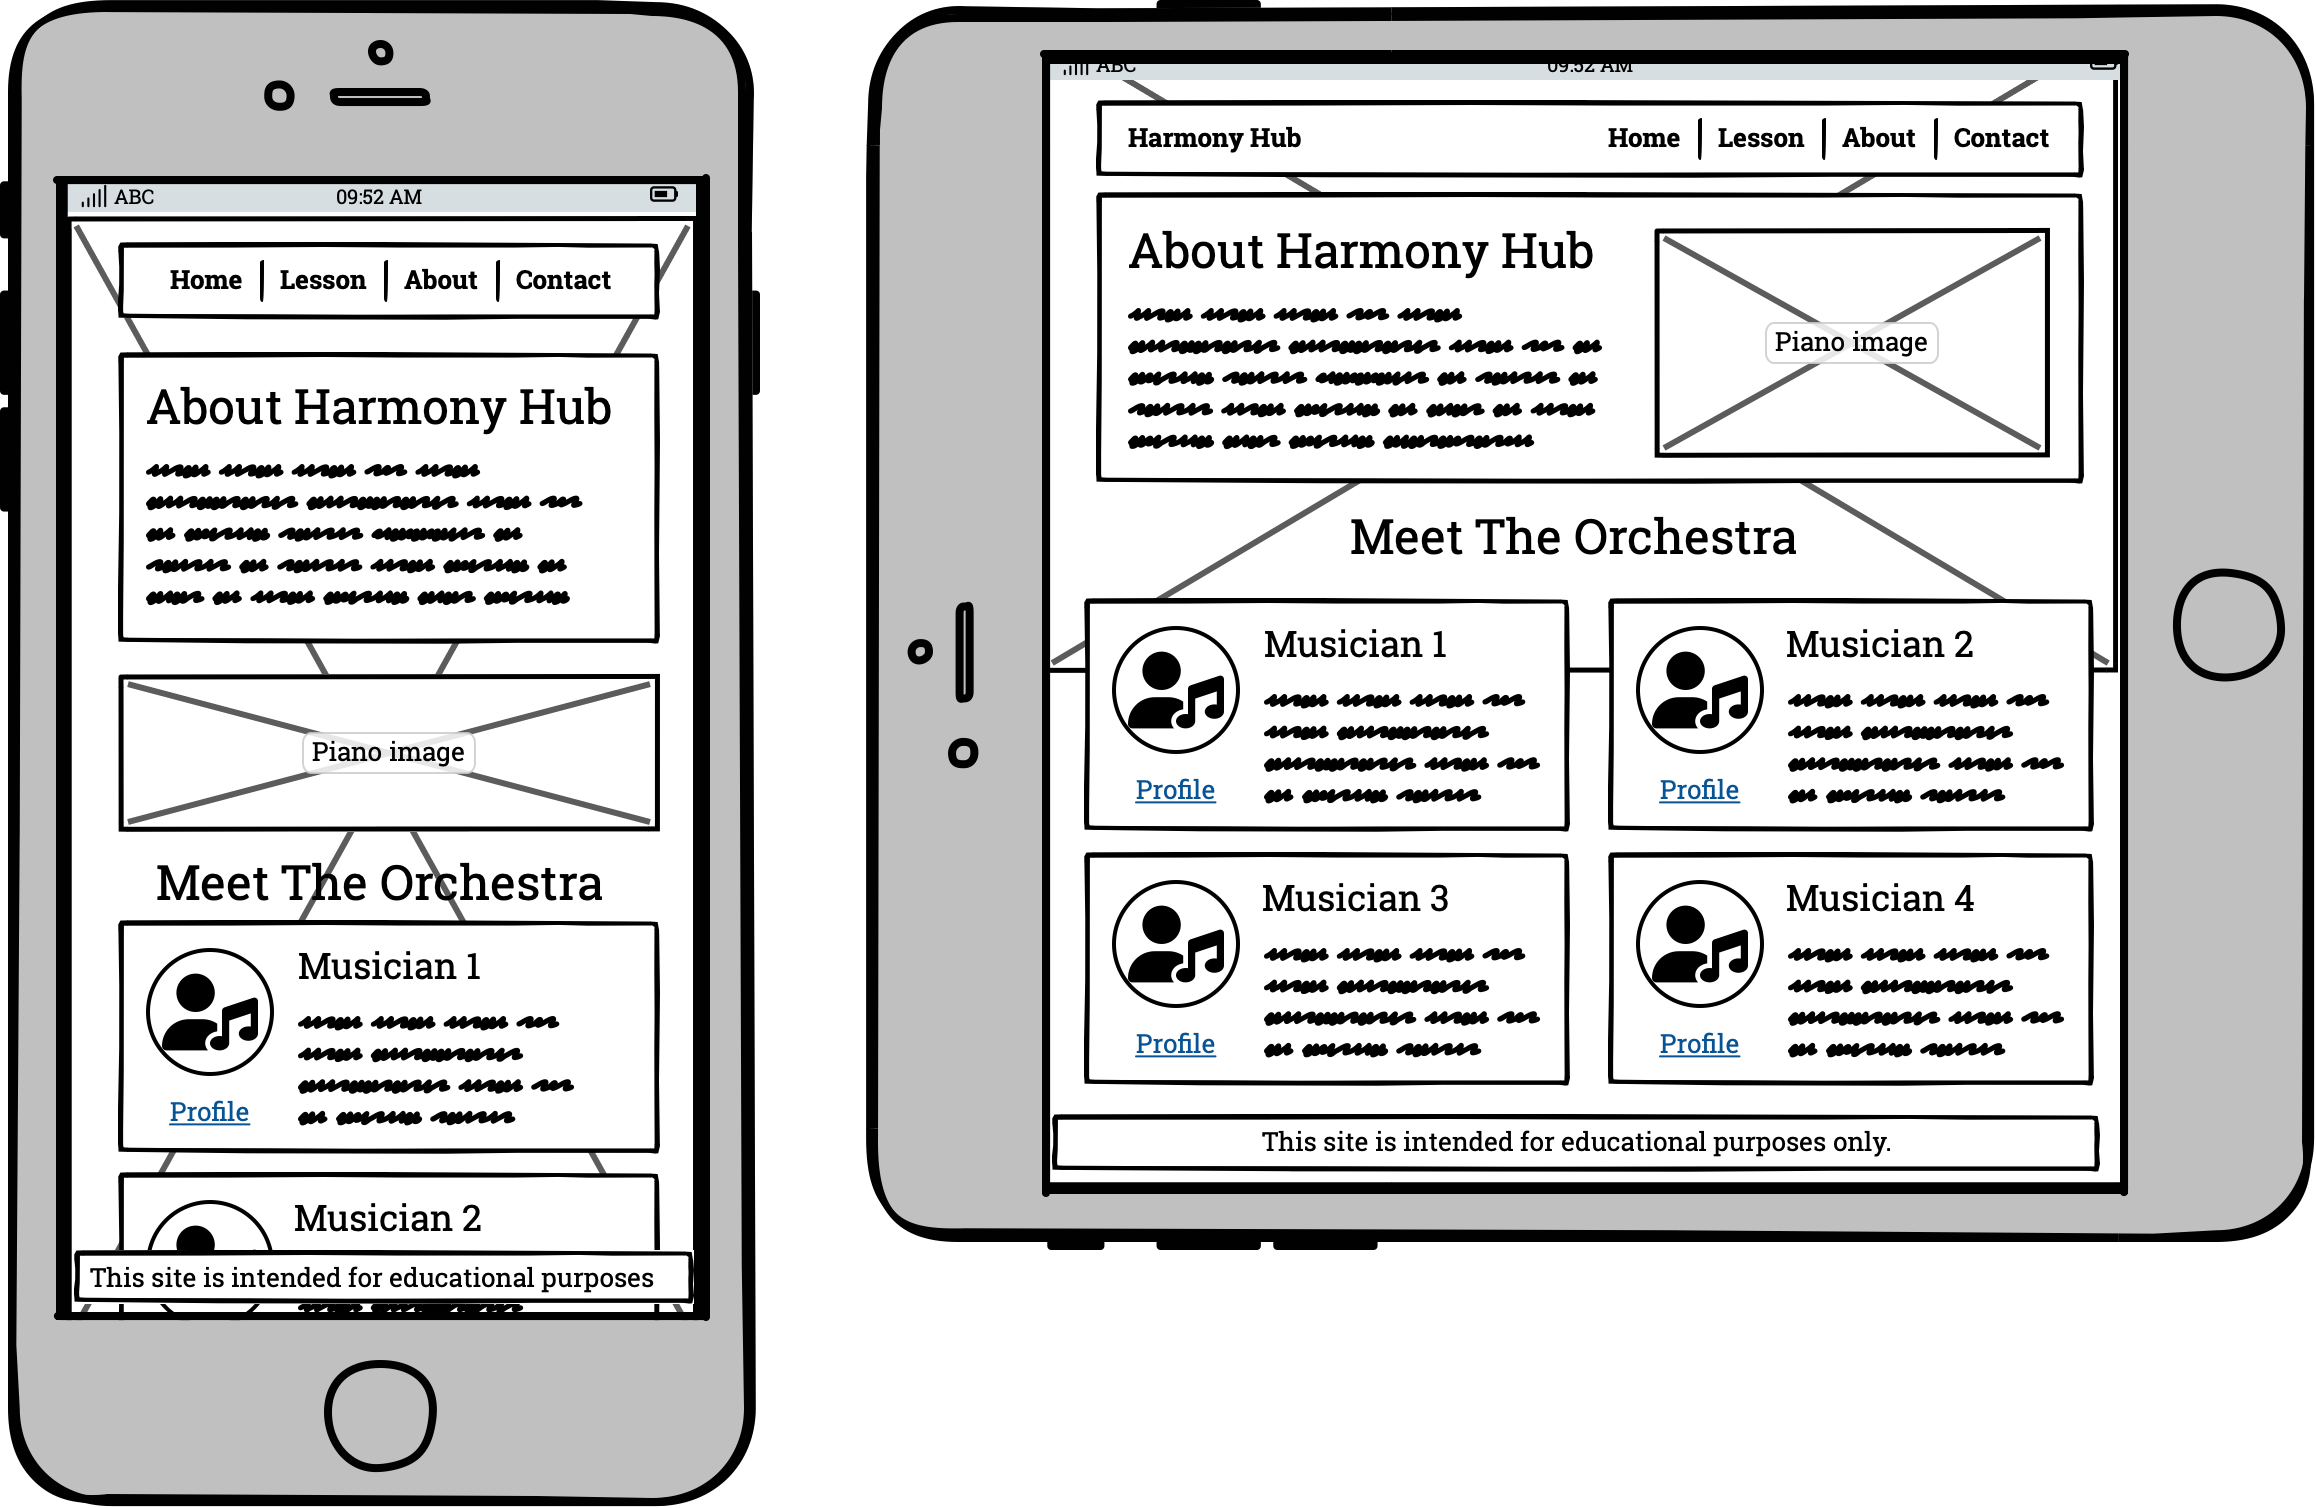 ABC 09:52 AM
Home Lesson About Contact
About Harmony Hub
Piano image
Meet The Orchestra
Musician 1
Profile
Musician 2
This site is intended for educational purposes
ABC 09:52 AM
Harmony Hub Home Lesson About Contact
About Harmony Hub
Piano image
Meet The Orchestra
Musician 1
Profile
Musician 2
Profile
Musician 3
Profile
Musician 4
Profile
This site is intended for educational purposes only.